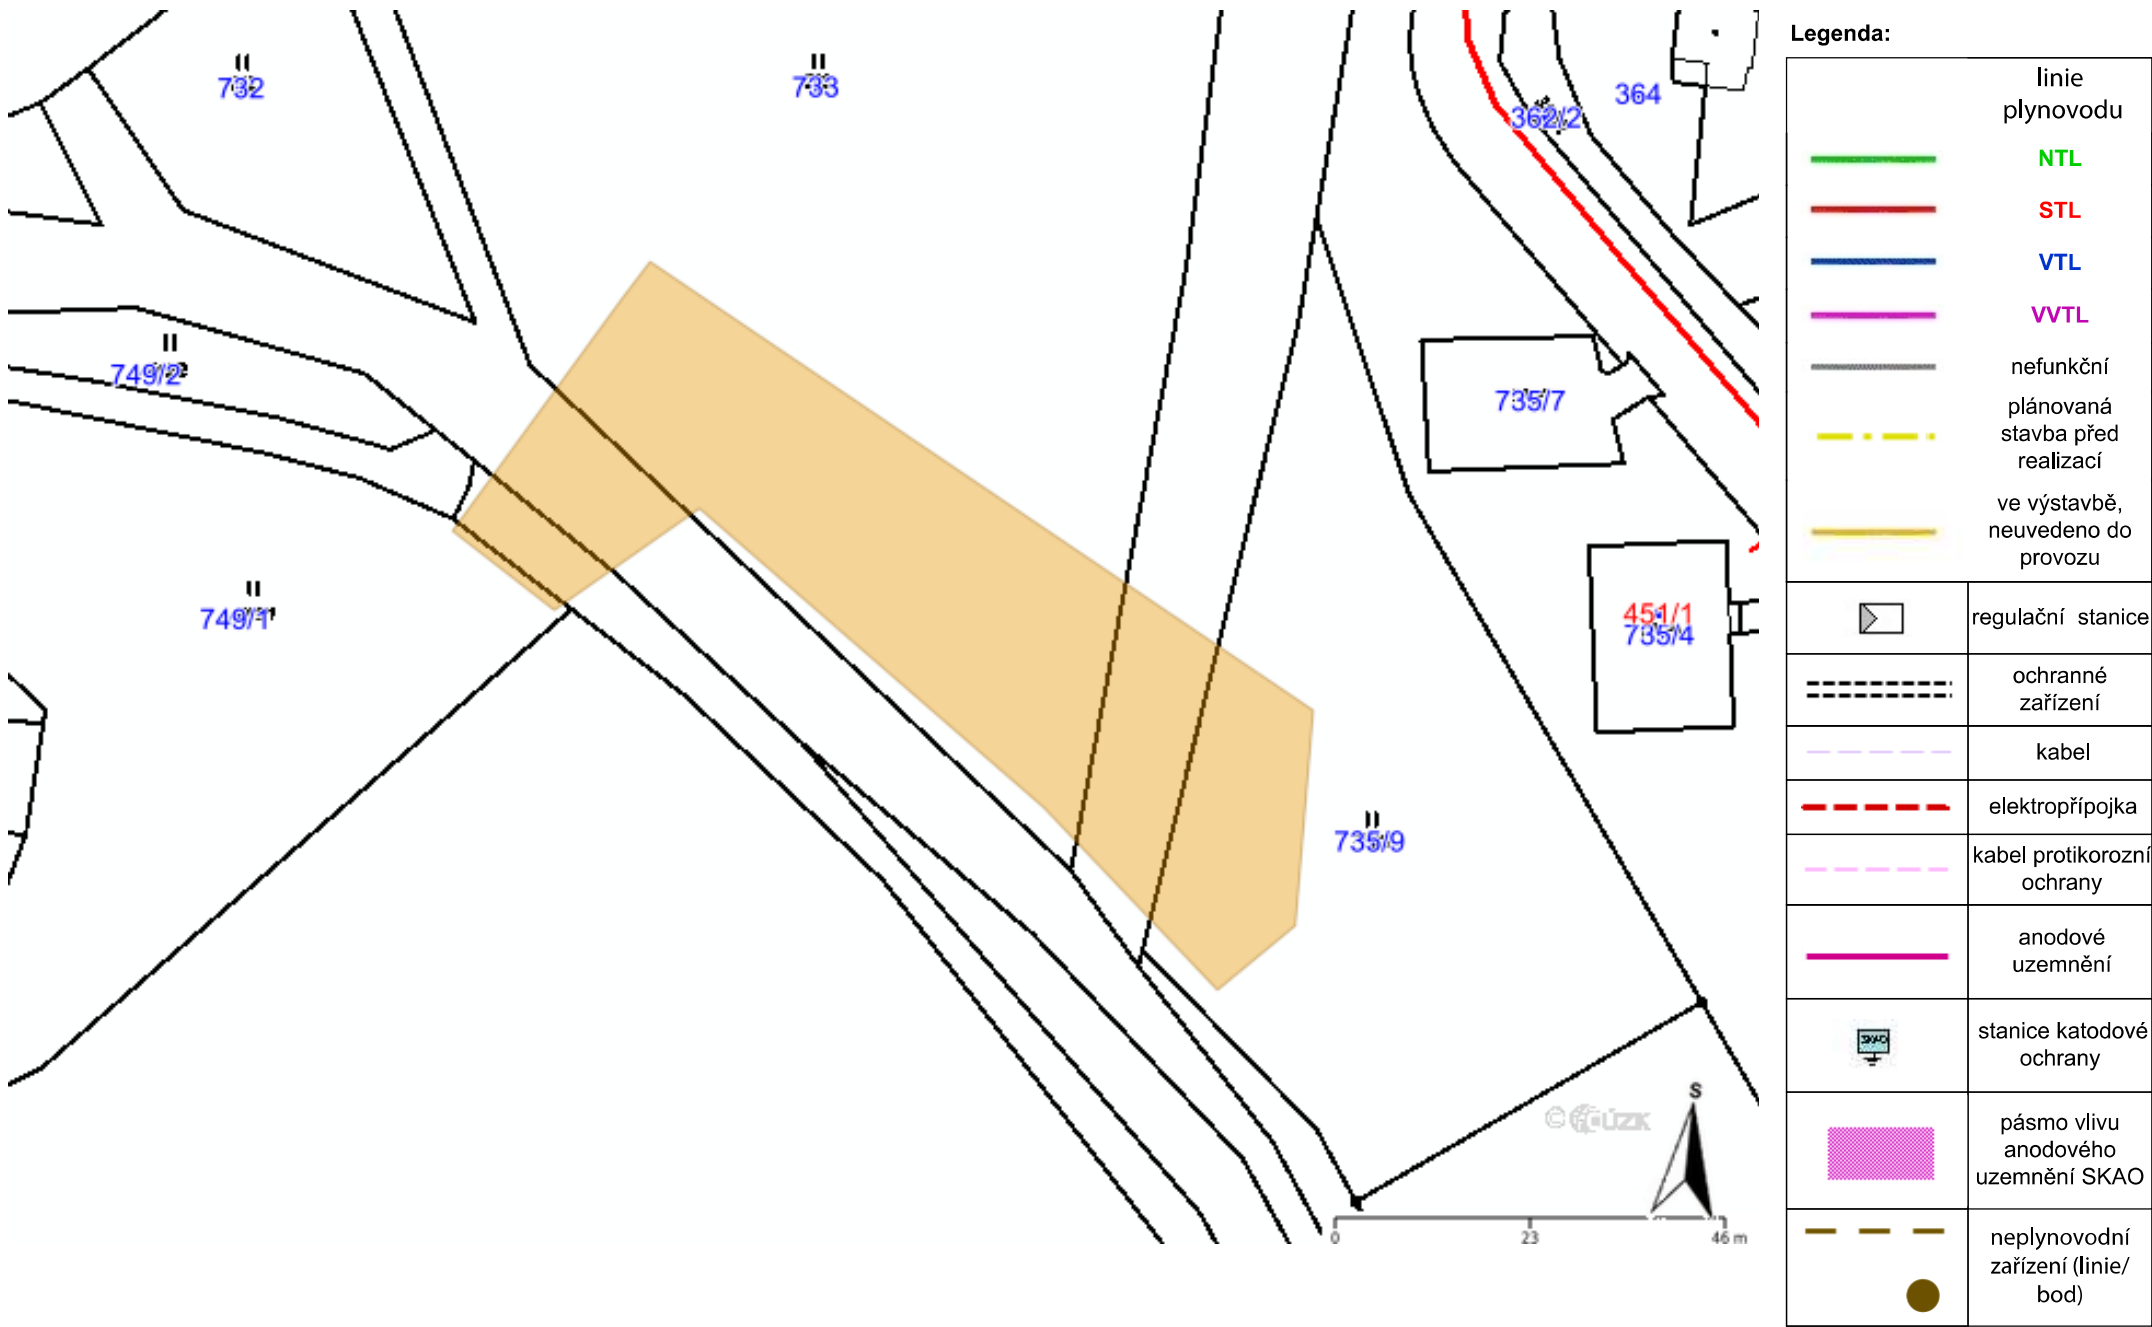 732
733
364
362/2
749/2
735/7
749/1
451/1
735/4
735/9
S
© ČÚZK
0 23 46 m
Legenda:
linie
plynovodu
NTL
STL
VTL
VVTL
nefunkční
plánovaná
stavba před
realizací
ve výstavbě,
neuvedeno do
provozu
regulační stanice
ochranné
zařízení
kabel
elektropřípojka
kabel protikorozní
ochrany
anodové
uzemnění
SKAO
stanice katodové
ochrany
pásmo vlivu
anodového
uzemnění SKAO
neplynovodní
zařízení (linie/
bod)